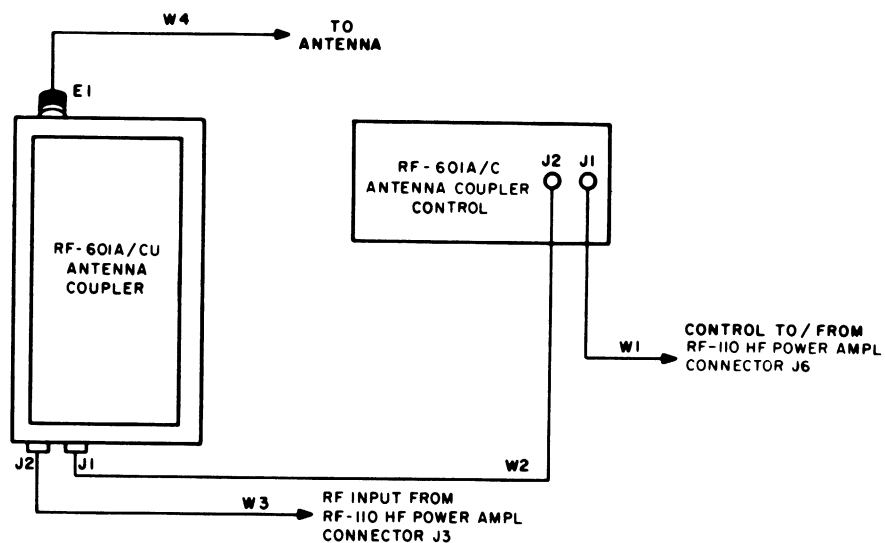 W4
TO
ANTENNA
E1
RF-601A/CU
ANTENNA
COUPLER
RF-601A/C
ANTENNA COUPLER
CONTROL
J2
J1
W1
CONTROL TO/FROM
RF-110 HF POWER AMPL
CONNECTOR J6
J2
J1
W2
W3
RF INPUT FROM
RF-110 HF POWER AMPL
CONNECTOR J3